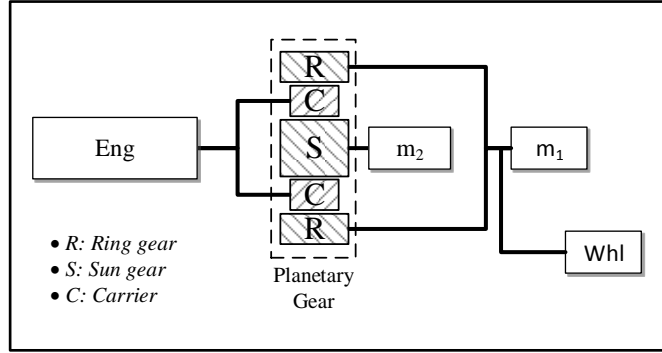 R
C
Eng
S
m₂
m₁
C
R
Whl
• R: Ring gear
• S: Sun gear
• C: Carrier
Planetary
Gear